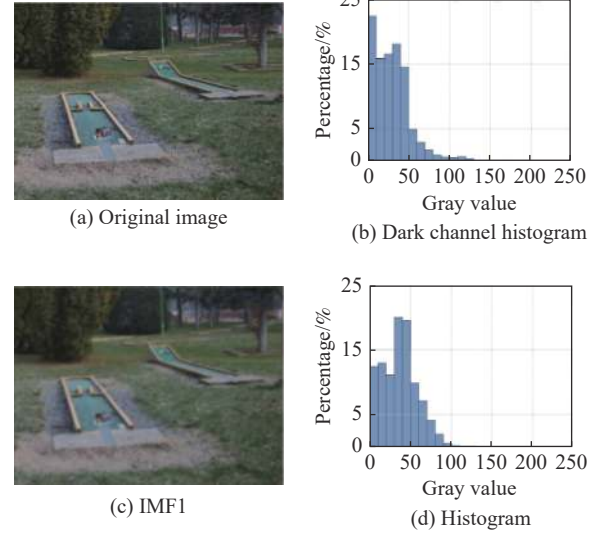 25
15
5
0
Percentage/%
0 50 100 150 200 250
Gray value
(a) Original image
(b) Dark channel histogram
25
15
5
0
Percentage/%
0 50 100 150 200 250
Gray value
(c) IMF1
(d) Histogram